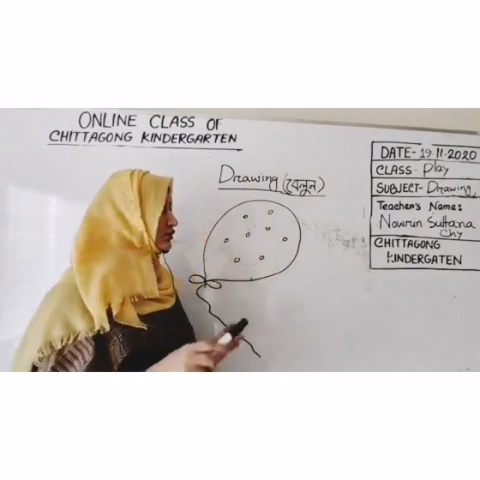 ONLINE CLASS OF
CHITTAGONG KINDERGARTEN
Drawing (বেলুন)
DATE - 19.11.2020
CLASS - Play
SUBJECT - Drawing
Teacher's Name:
Nowrin Sultana
Chy
CHITTAGONG
KINDERGATEN